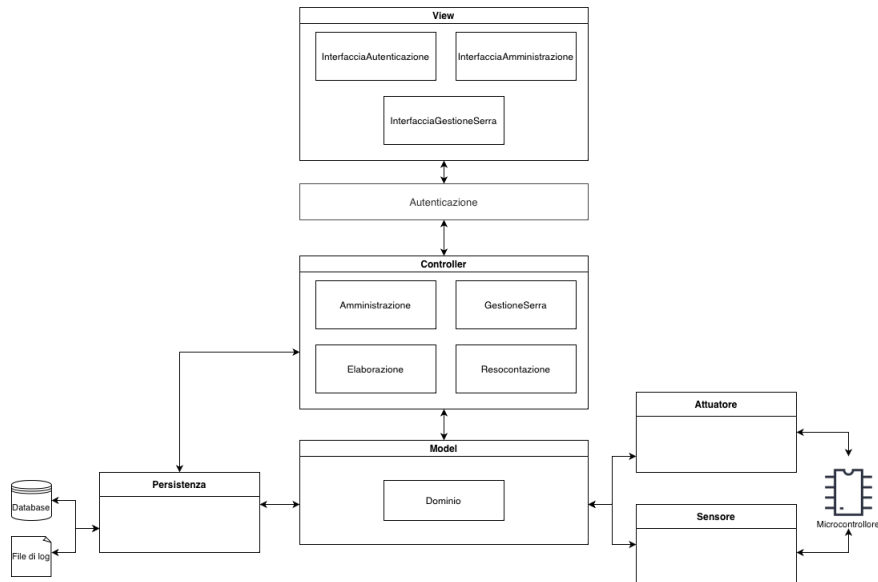 View
InterfacciaAutenticazione
InterfacciaAmministrazione
InterfacciaGestioneSerra
Autenticazione
Controller
Amministrazione
GestioneSerra
Elaborazione
Resocontazione
Attuatore
Model
Persistenza
Dominio
Database
Sensore
Microcontrollore
File di log